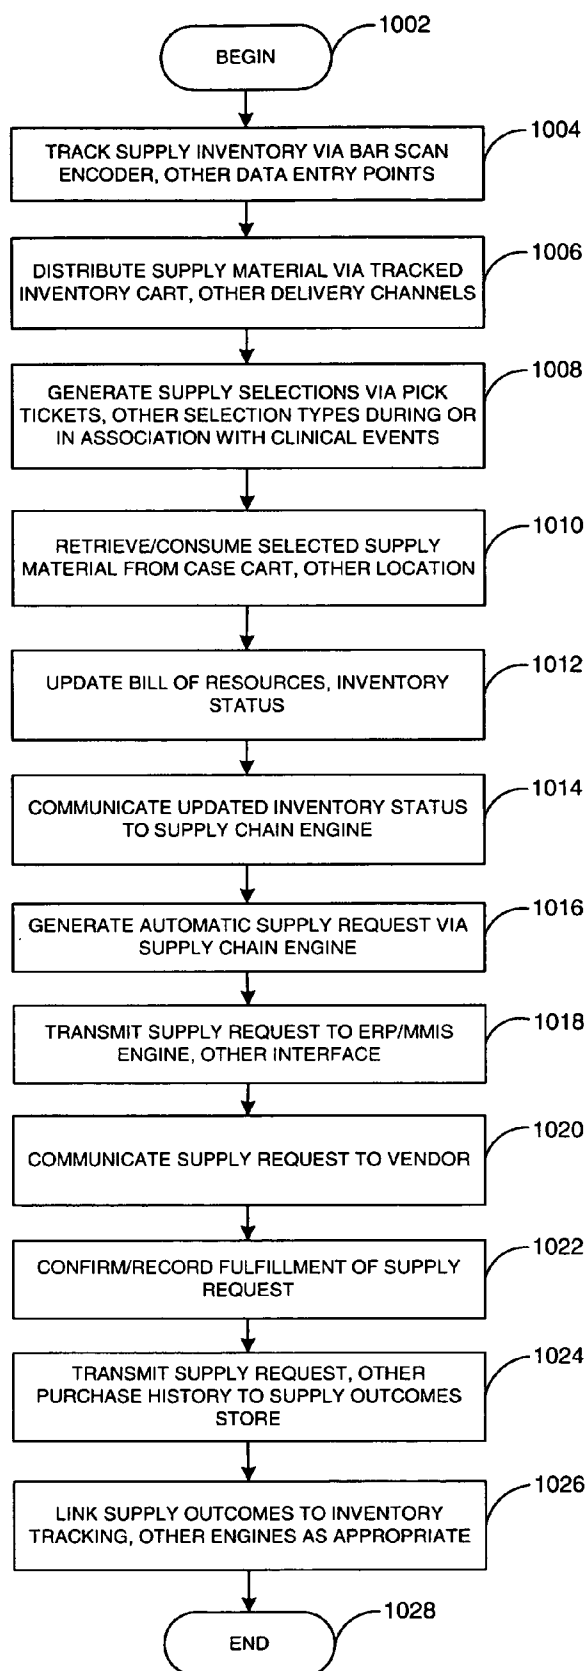 1002
BEGIN
1004
TRACK SUPPLY INVENTORY VIA BAR SCAN
ENCODER, OTHER DATA ENTRY POINTS
1006
DISTRIBUTE SUPPLY MATERIAL VIA TRACKED
INVENTORY CART, OTHER DELIVERY CHANNELS
1008
GENERATE SUPPLY SELECTIONS VIA PICK
TICKETS, OTHER SELECTION TYPES DURING OR
IN ASSOCIATION WITH CLINICAL EVENTS
1010
RETRIEVE/CONSUME SELECTED SUPPLY
MATERIAL FROM CASE CART, OTHER LOCATION
1012
UPDATE BILL OF RESOURCES, INVENTORY
STATUS
1014
COMMUNICATE UPDATED INVENTORY STATUS
TO SUPPLY CHAIN ENGINE
1016
GENERATE AUTOMATIC SUPPLY REQUEST VIA
SUPPLY CHAIN ENGINE
1018
TRANSMIT SUPPLY REQUEST TO ERP/MMIS
ENGINE, OTHER INTERFACE
1020
COMMUNICATE SUPPLY REQUEST TO VENDOR
1022
CONFIRM/RECORD FULFILLMENT OF SUPPLY
REQUEST
1024
TRANSMIT SUPPLY REQUEST, OTHER
PURCHASE HISTORY TO SUPPLY OUTCOMES
STORE
1026
LINK SUPPLY OUTCOMES TO INVENTORY
TRACKING, OTHER ENGINES AS APPROPRIATE
1028
END